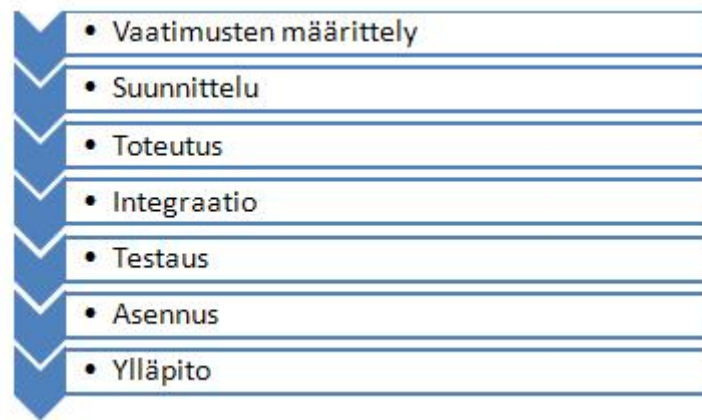 • Vaatimusten määrittely
• Suunnittelu
• Toteutus
• Integraatio
• Testaus
• Asennus
• Ylläpito